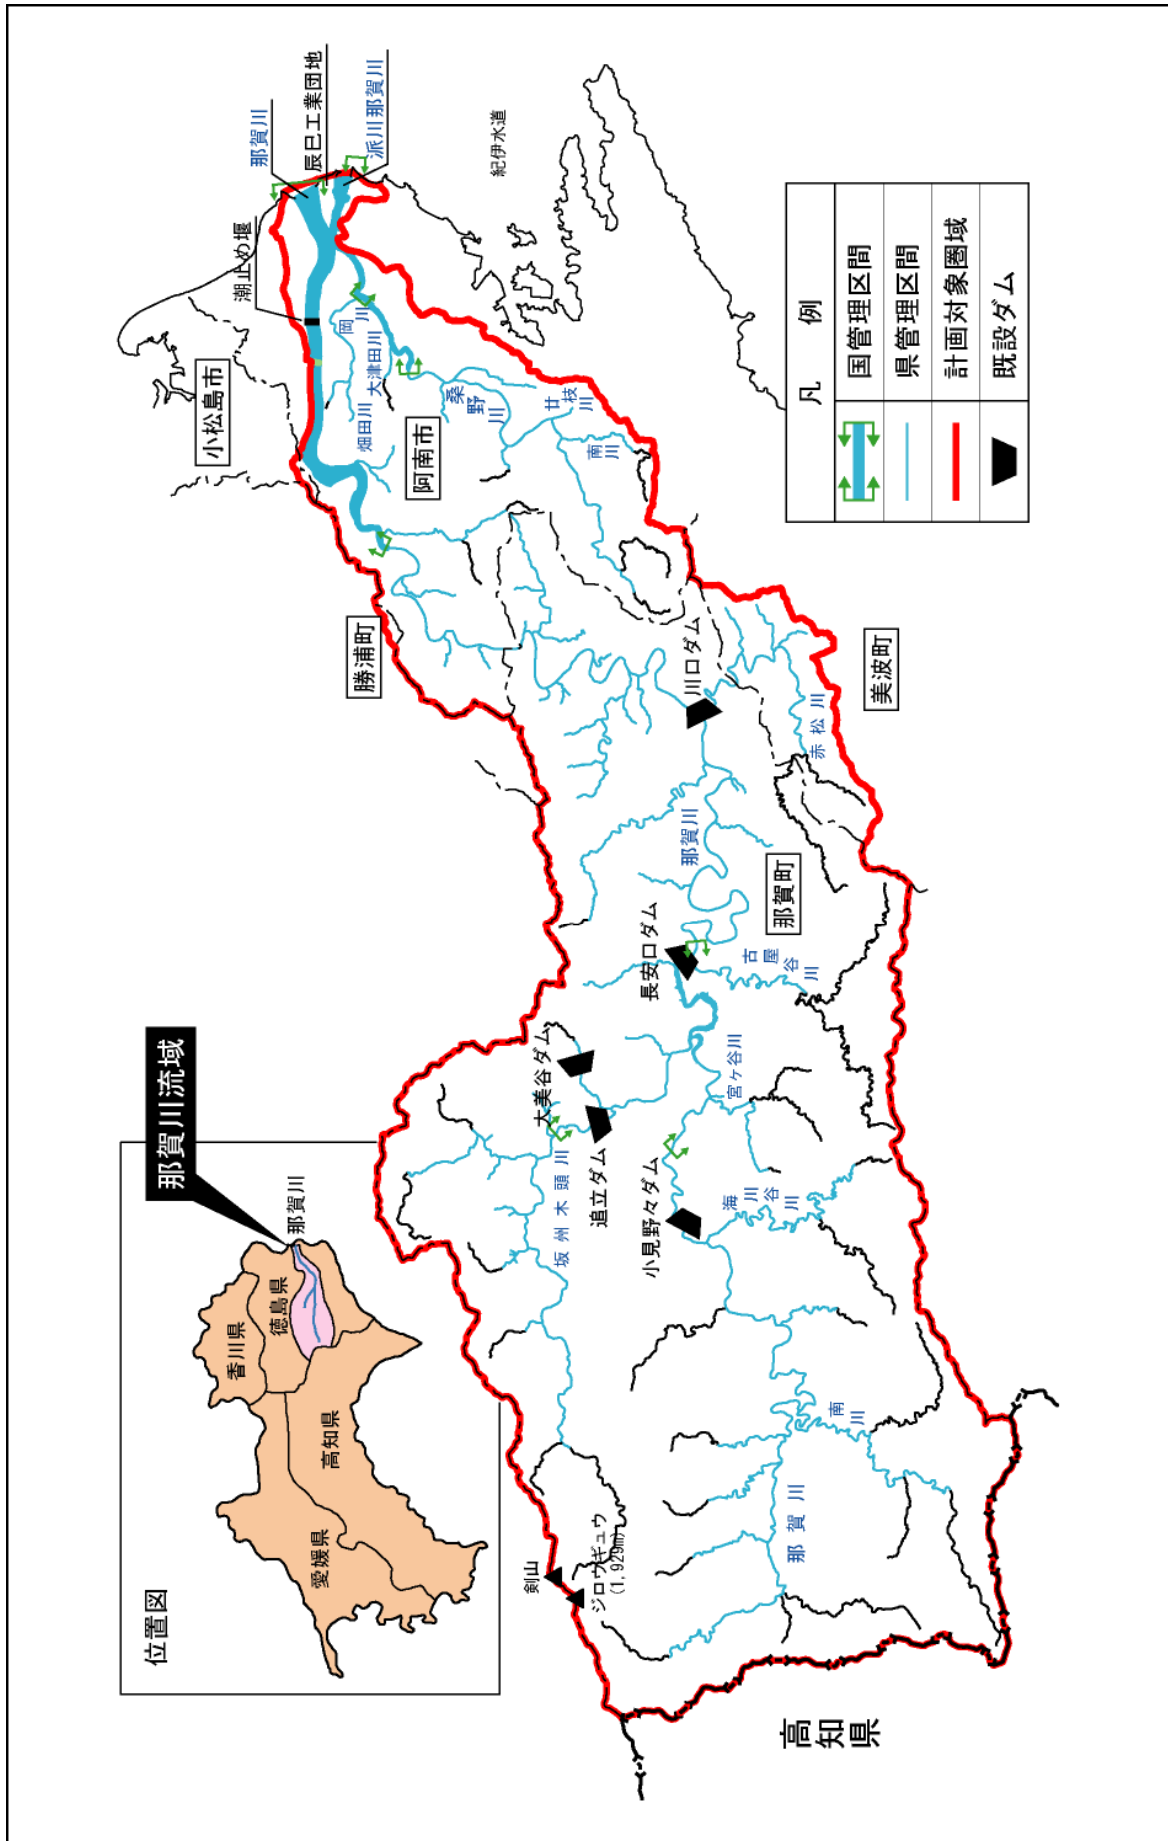 位置図
那賀川流域
那賀川
香川県
徳島県
愛媛県
高知県
高知県
剣山
ジロウギュウ
(1,929m)
坂州木頭川
大美谷ダム
追立ダム
小見野々ダム
長安口ダム
川口ダム
那賀川
南川
海川谷川
宮ヶ谷川
古屋谷川
那賀川
那賀町
赤松川
美波町
勝浦町
小松島市
阿南市
畑田川
大津田川
岡川
桑野川
廿枝川
南川
潮止め堰
那賀川
辰巳工業団地
派川那賀川
紀伊水道
凡例
国管理区間
県管理区間
計画対象圏域
既設ダム